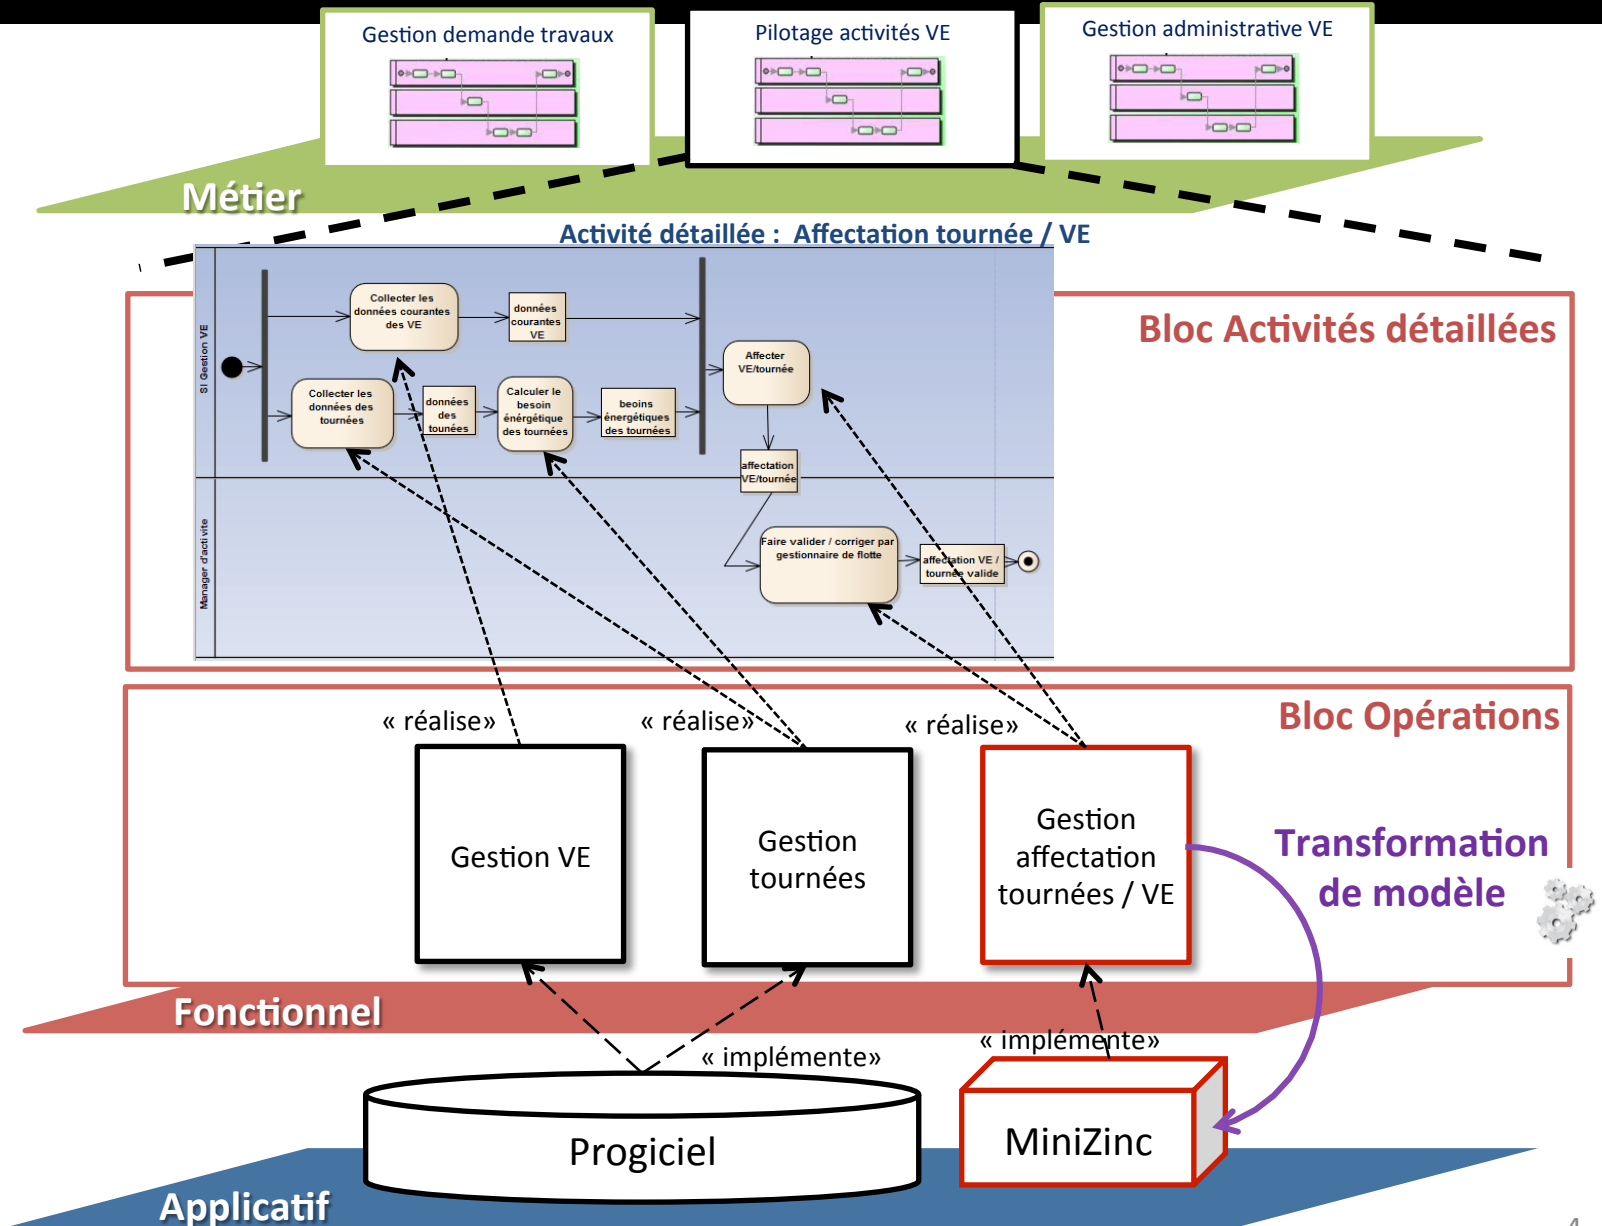 Gestion demande travaux
Pilotage activités VE
Gestion administrative VE
Métier
Activité détaillée :  Affectation tournée / VE
Bloc Activités détaillées
SI Gestion VE
Collecter les
données courantes
des VE
données
courantes
VE
Collecter les
données des
tournées
données
des
tounées
Calculer le
besoin
énérgétique
des tournées
beoins
énergétiques
des tournées
Affecter
VE/tournée
affectation
VE/tournée
Manager d'activite
Faire valider / corriger par
gestionnaire de flotte
affectation VE /
tournée valide
Bloc Opérations
« réalise»
« réalise»
« réalise»
Gestion VE
Gestion
tournées
Gestion
affectation
tournées / VE
Transformation
de modèle
Fonctionnel
« implémente»
« implémente»
Progiciel
MiniZinc
Applicatif